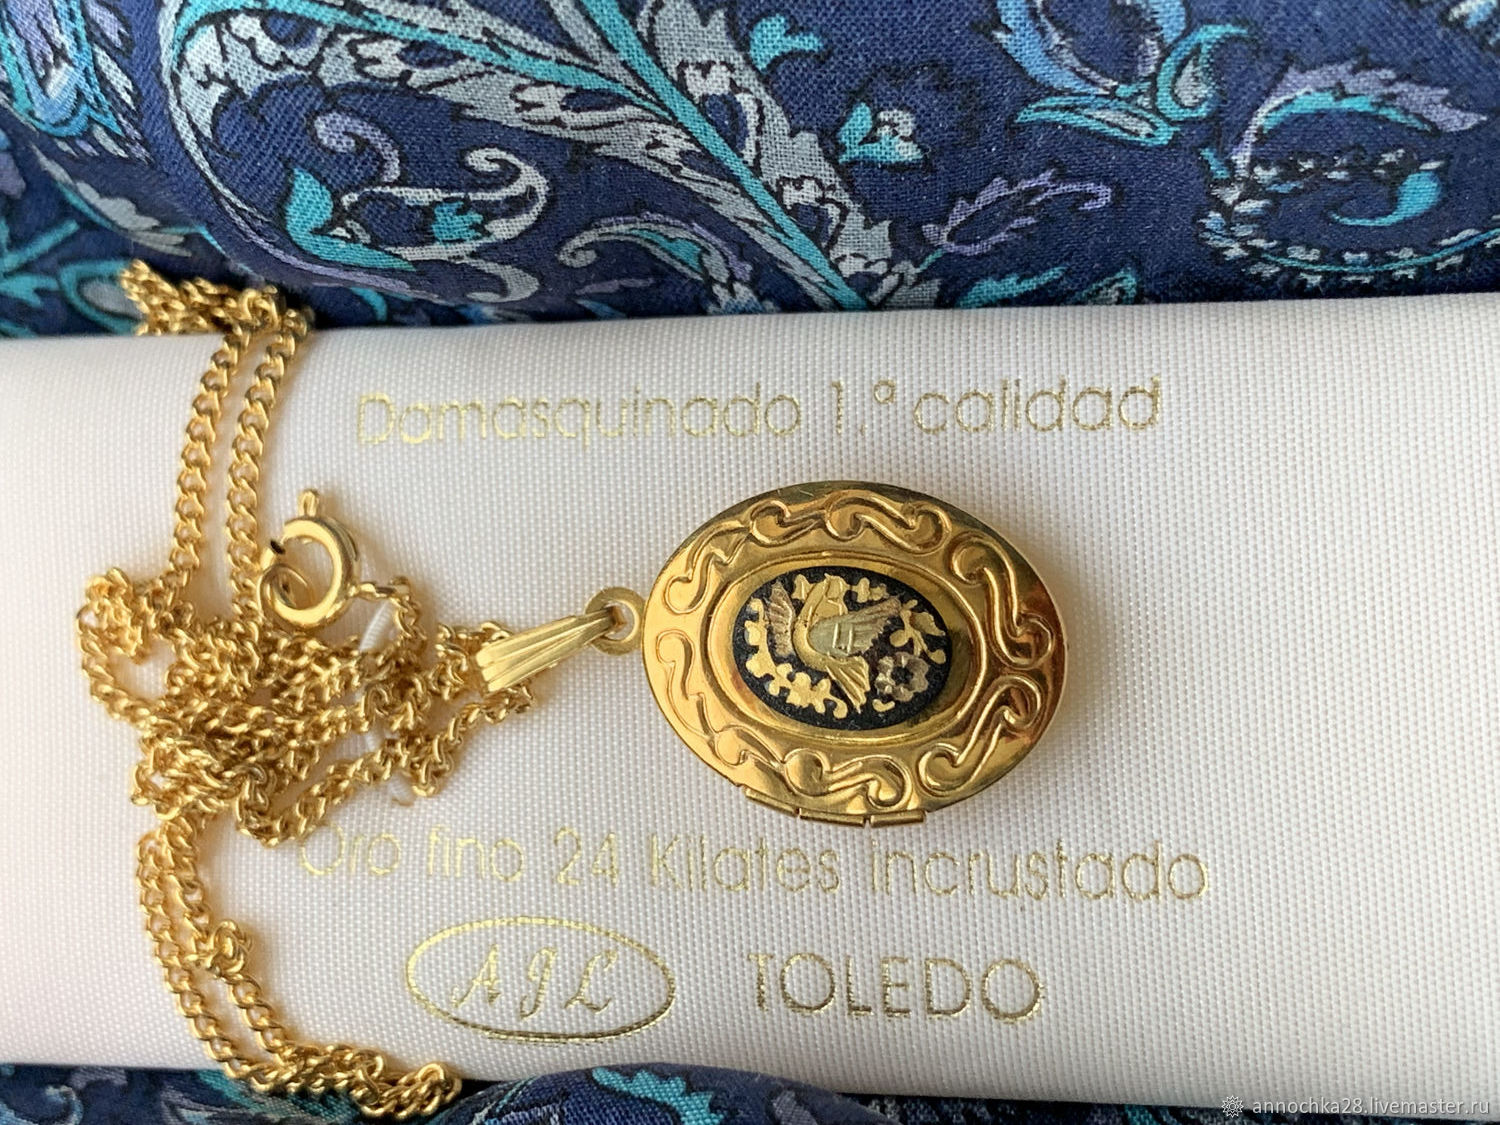 Damasquinado 1.ª calidad
Oro fino 24 Kilates incrustado
AJL TOLEDO
annochka28.livemaster.ru